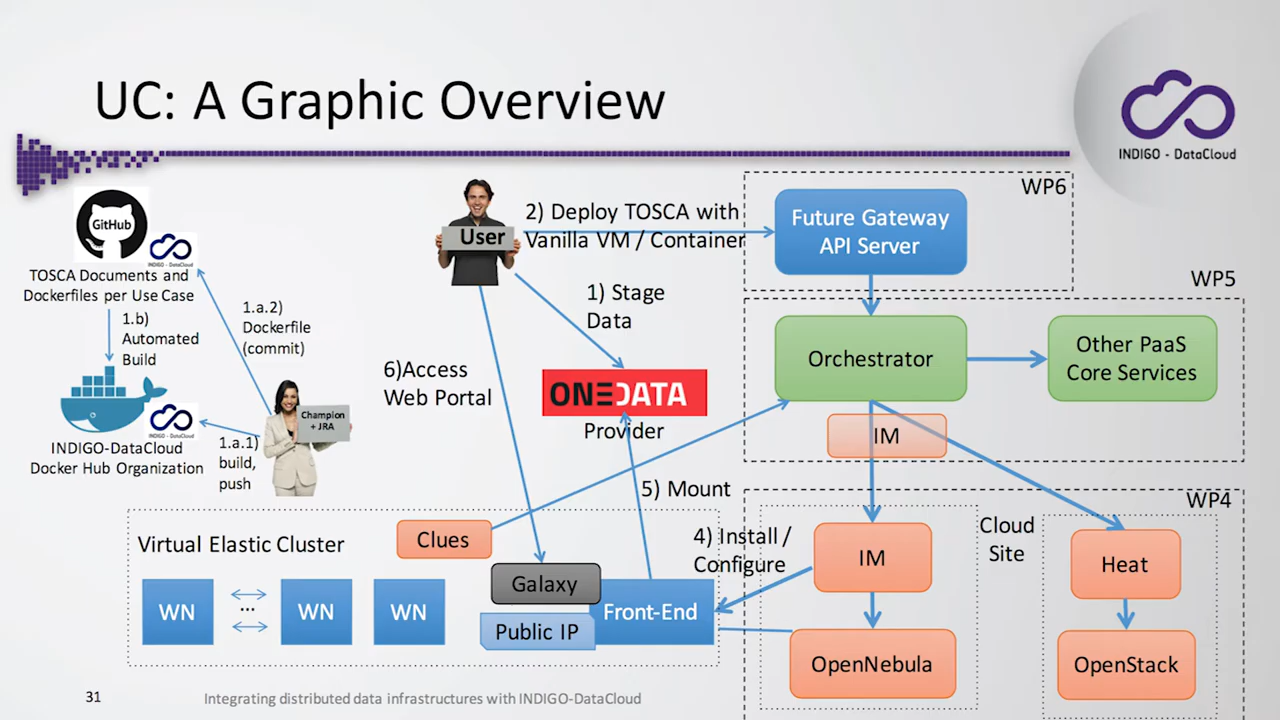 UC: A Graphic Overview
INDIGO - DataCloud
GitHub
INDIGO - DataCloud
TOSCA Documents and
Dockerfiles per Use Case
1.b)
Automated
Build
1.a.2)
Dockerfile
(commit)
INDIGO - DataCloud
INDIGO-DataCloud
Docker Hub Organization
Champion
+ JRA
1.a.1)
build,
push
User
2) Deploy TOSCA with
Vanilla VM / Container
1) Stage
Data
6)Access
Web Portal
ONEDATA
Provider
5) Mount
WP6
Future Gateway
API Server
WP5
Orchestrator
Other PaaS
Core Services
IM
WP4
Cloud
Site
4) Install /
Configure
IM
Heat
OpenNebula
OpenStack
Virtual Elastic Cluster
Clues
WN
...
WN
WN
Galaxy
Public IP
Front-End
31
Integrating distributed data infrastructures with INDIGO-DataCloud